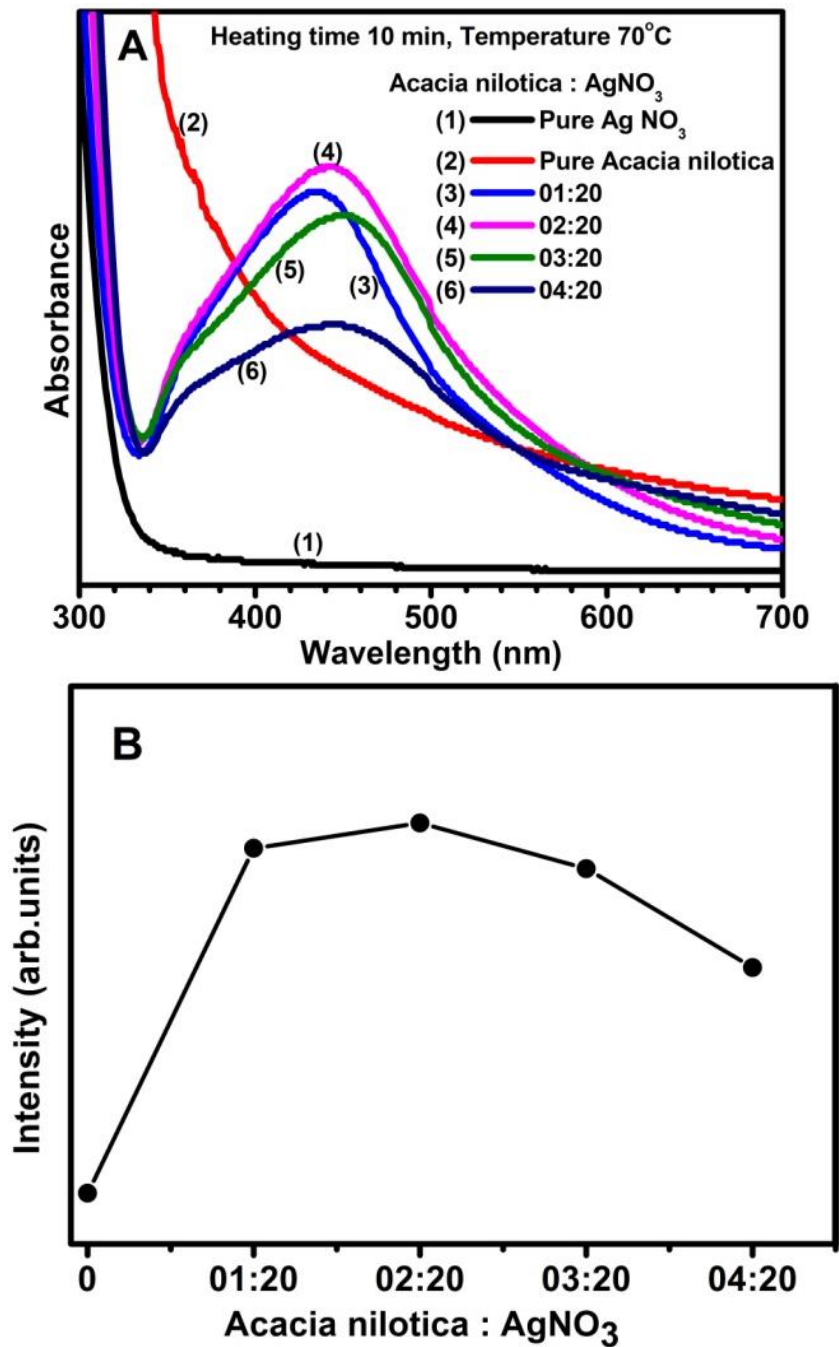 A
Heating time 10 min, Temperature 70°C
Acacia nilotica : AgNO₃
(1) Pure Ag NO₃
(2) Pure Acacia nilotica
(3) 01:20
(4) 02:20
(5) 03:20
(6) 04:20
(2)
(4)
(5)
(3)
(6)
(1)
Absorbance
300 400 500 600 700
Wavelength (nm)
B
Intensity (arb.units)
0 01:20 02:20 03:20 04:20
Acacia nilotica : AgNO₃